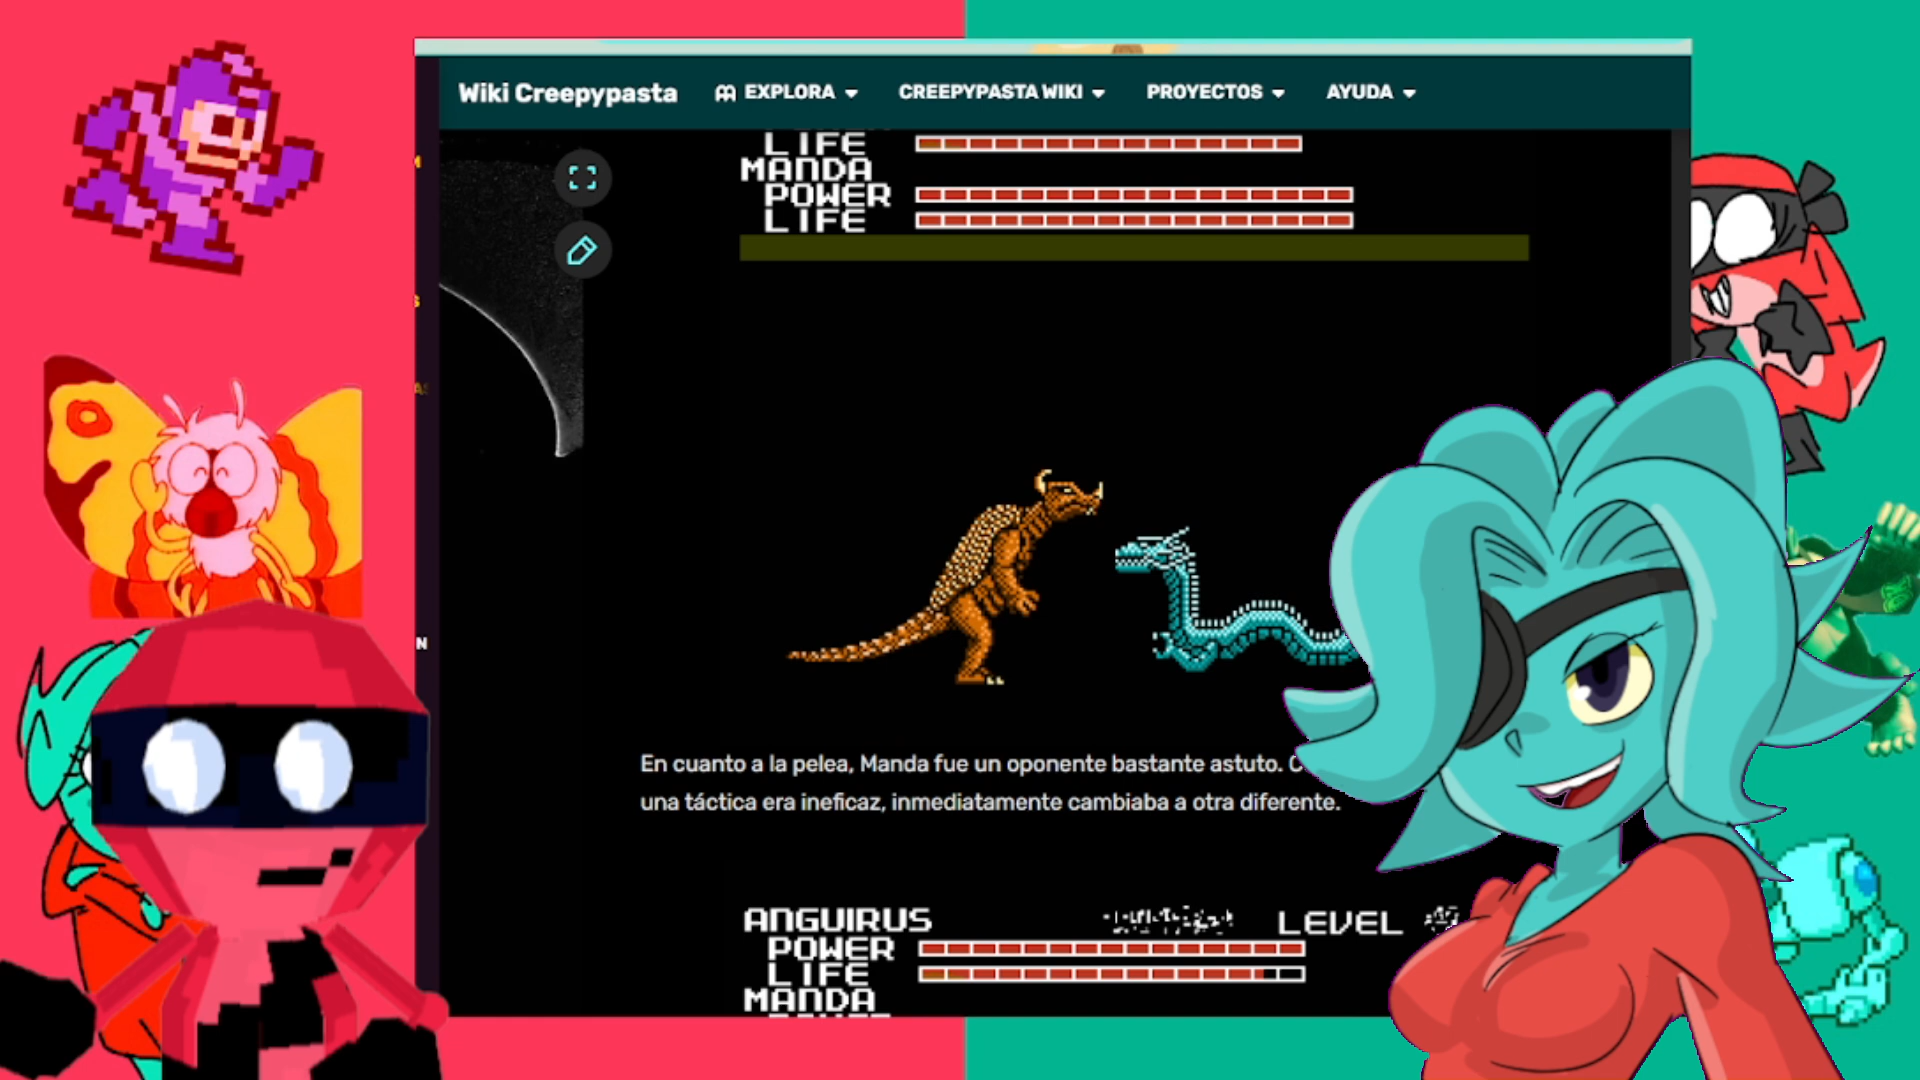 Wiki Creepypasta EXPLORA CREEPYPASTA WIKI PROYECTOS AYUDA
LIFE
MANDA
POWER
LIFE
N
En cuanto a la pelea, Manda fue un oponente bastante astuto.
una táctica era ineficaz, inmediatamente cambiaba a otra diferente.
ANGUIRUS LEVEL
POWER
LIFE
MANDA